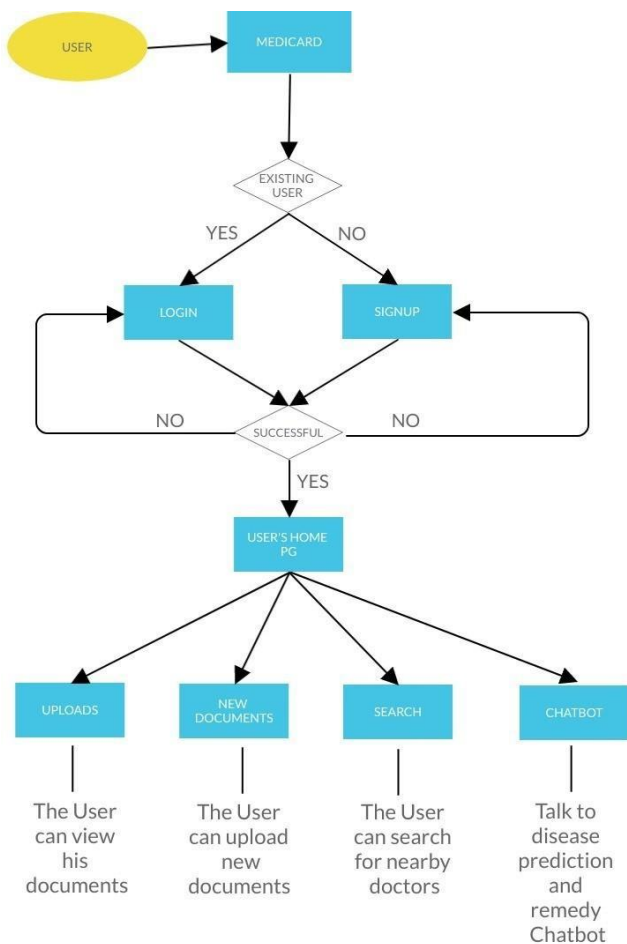 USER
MEDICARD
EXISTING
USER
YES
NO
LOGIN
SIGNUP
NO
SUCCESSFUL
NO
YES
USER'S HOME
PG
UPLOADS
NEW
DOCUMENTS
SEARCH
CHATBOT
The User
can view
his
documents
The User
can upload
new
documents
The User
can search
for nearby
doctors
Talk to
disease
prediction
and
remedy
Chatbot